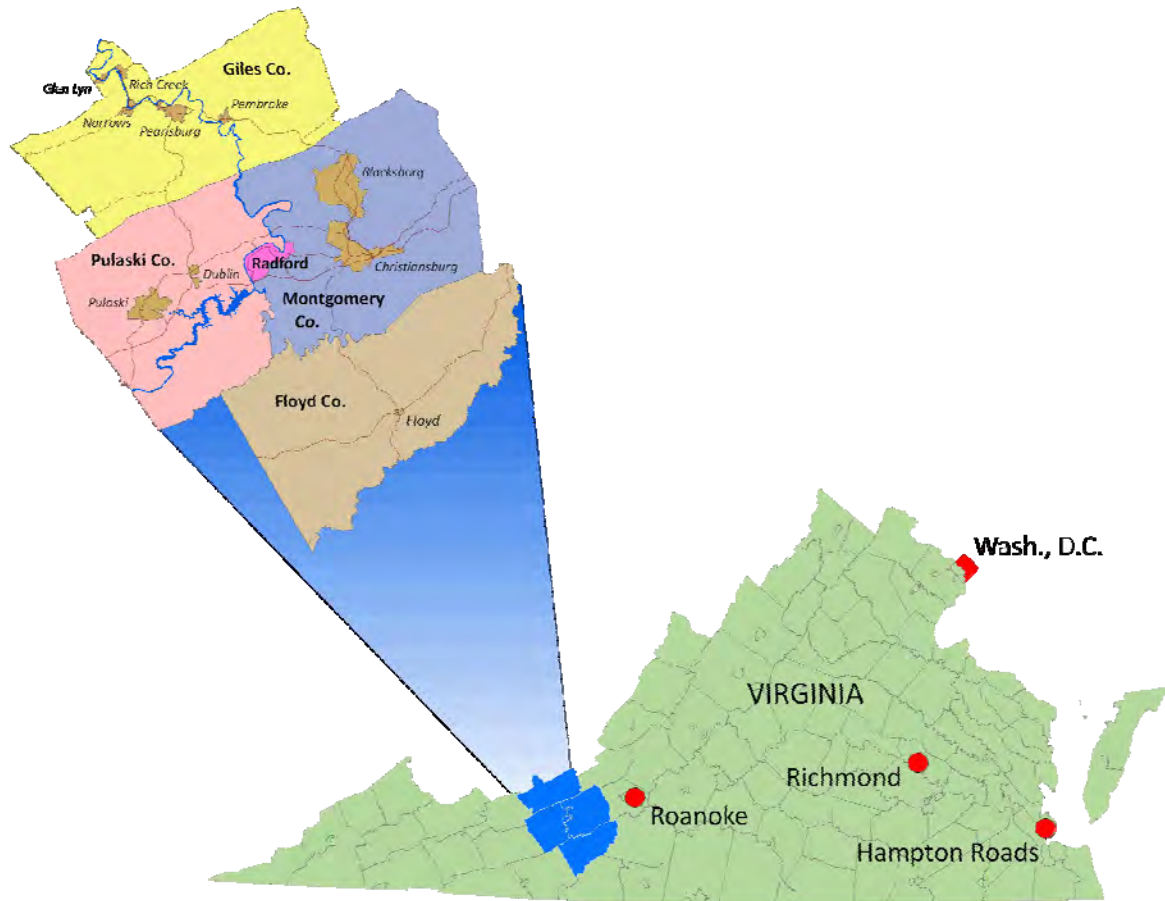 Giles Co.
Glen Lyn
Rich Creek
Narrows
Pearisburg
Pembroke
Blacksburg
Pulaski Co.
Radford
Dublin
Christiansburg
Pulaski
Montgomery
Co.
Floyd Co.
Floyd
Wash., D.C.
VIRGINIA
Richmond
Roanoke
Hampton Roads